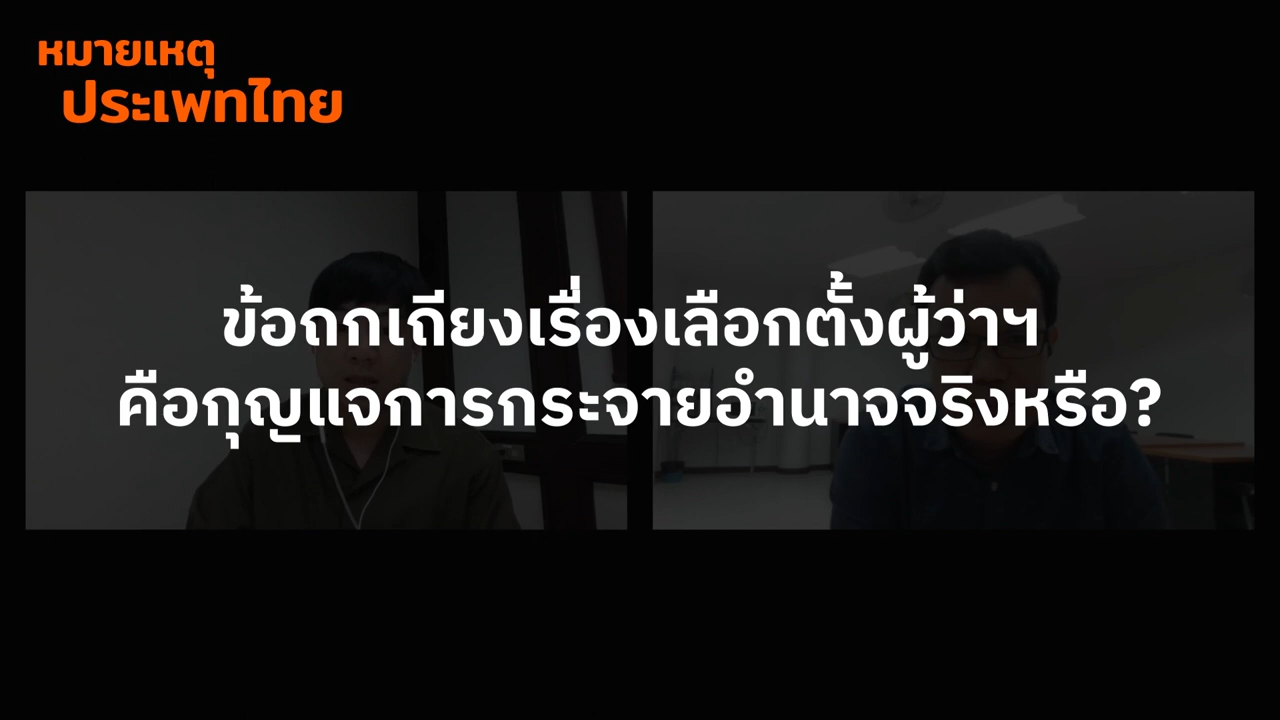 หมายเหตุ
ประเพทไทย
ข้อถกเถียงเรื่องเลือกตั้งผู้ว่าฯ
คือกุญแจการกระจายอำนาจจริงหรือ?